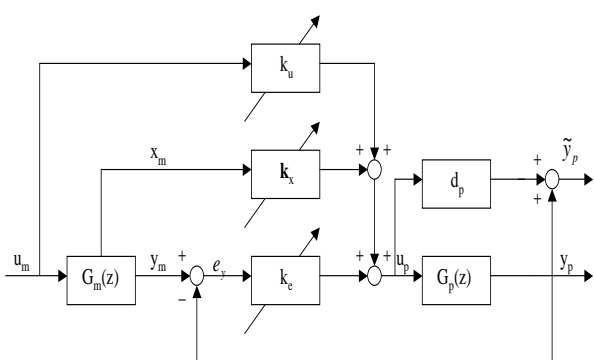 k_u
+ +
x_m
k_x
+ +
d_p
+
ỹ_p
+
u_m
G_m(z)
y_m
+
−
e_y
k_e
+ +
u_p
G_p(z)
y_p